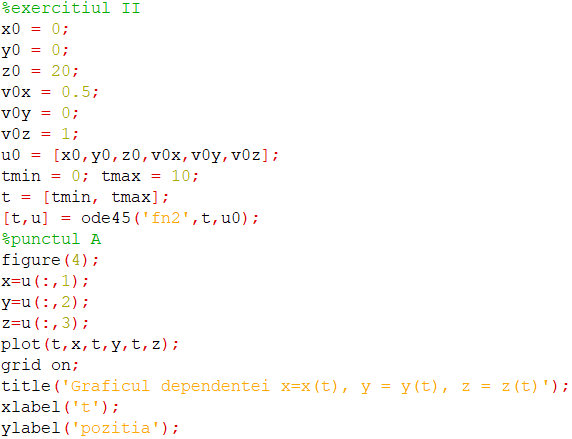 %exercitiul II
x0 = 0;
y0 = 0;
z0 = 20;
v0x = 0.5;
v0y = 0;
v0z = 1;
u0 = [x0,y0,z0,v0x,v0y,v0z];
tmin = 0; tmax = 10;
t = [tmin, tmax];
[t,u] = ode45('fn2',t,u0);
%punctul A
figure(4);
x=u(:,1);
y=u(:,2);
z=u(:,3);
plot(t,x,t,y,t,z);
grid on;
title('Graficul dependentei x=x(t), y = y(t), z = z(t)');
xlabel('t');
ylabel('pozitia');